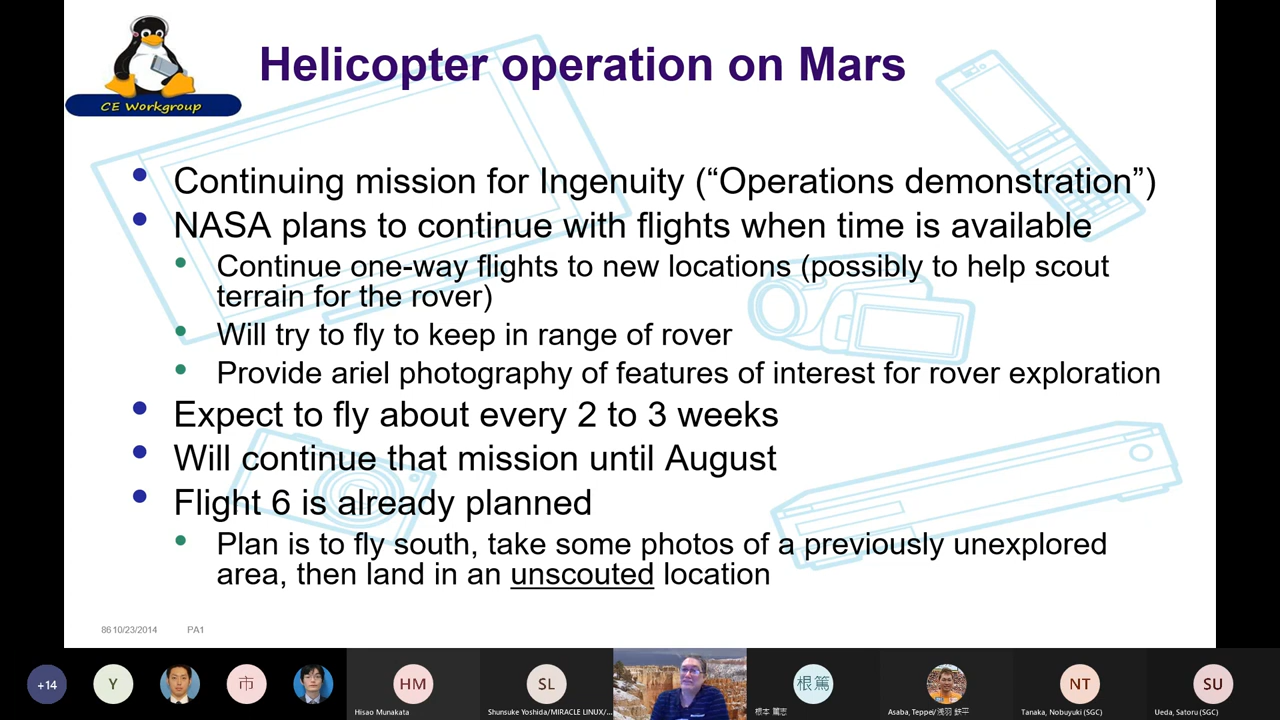 CE Workgroup
Helicopter operation on Mars
Continuing mission for Ingenuity (“Operations demonstration”)
NASA plans to continue with flights when time is available
Continue one-way flights to new locations (possibly to help scout
terrain for the rover)
Will try to fly to keep in range of rover
Provide ariel photography of features of interest for rover exploration
Expect to fly about every 2 to 3 weeks
Will continue that mission until August
Flight 6 is already planned
Plan is to fly south, take some photos of a previously unexplored
area, then land in an unscouted location
86 10/23/2014 PA1
+14 Y 市 HM SL 根篤 NT SU
Hisao Munakata Shunsuke Yoshida/MIRACLE LINUX/... 根本 篤志 Asaba, Teppei/浅羽 鉄平 Tanaka, Nobuyuki (SGC) Ueda, Satoru (SGC)